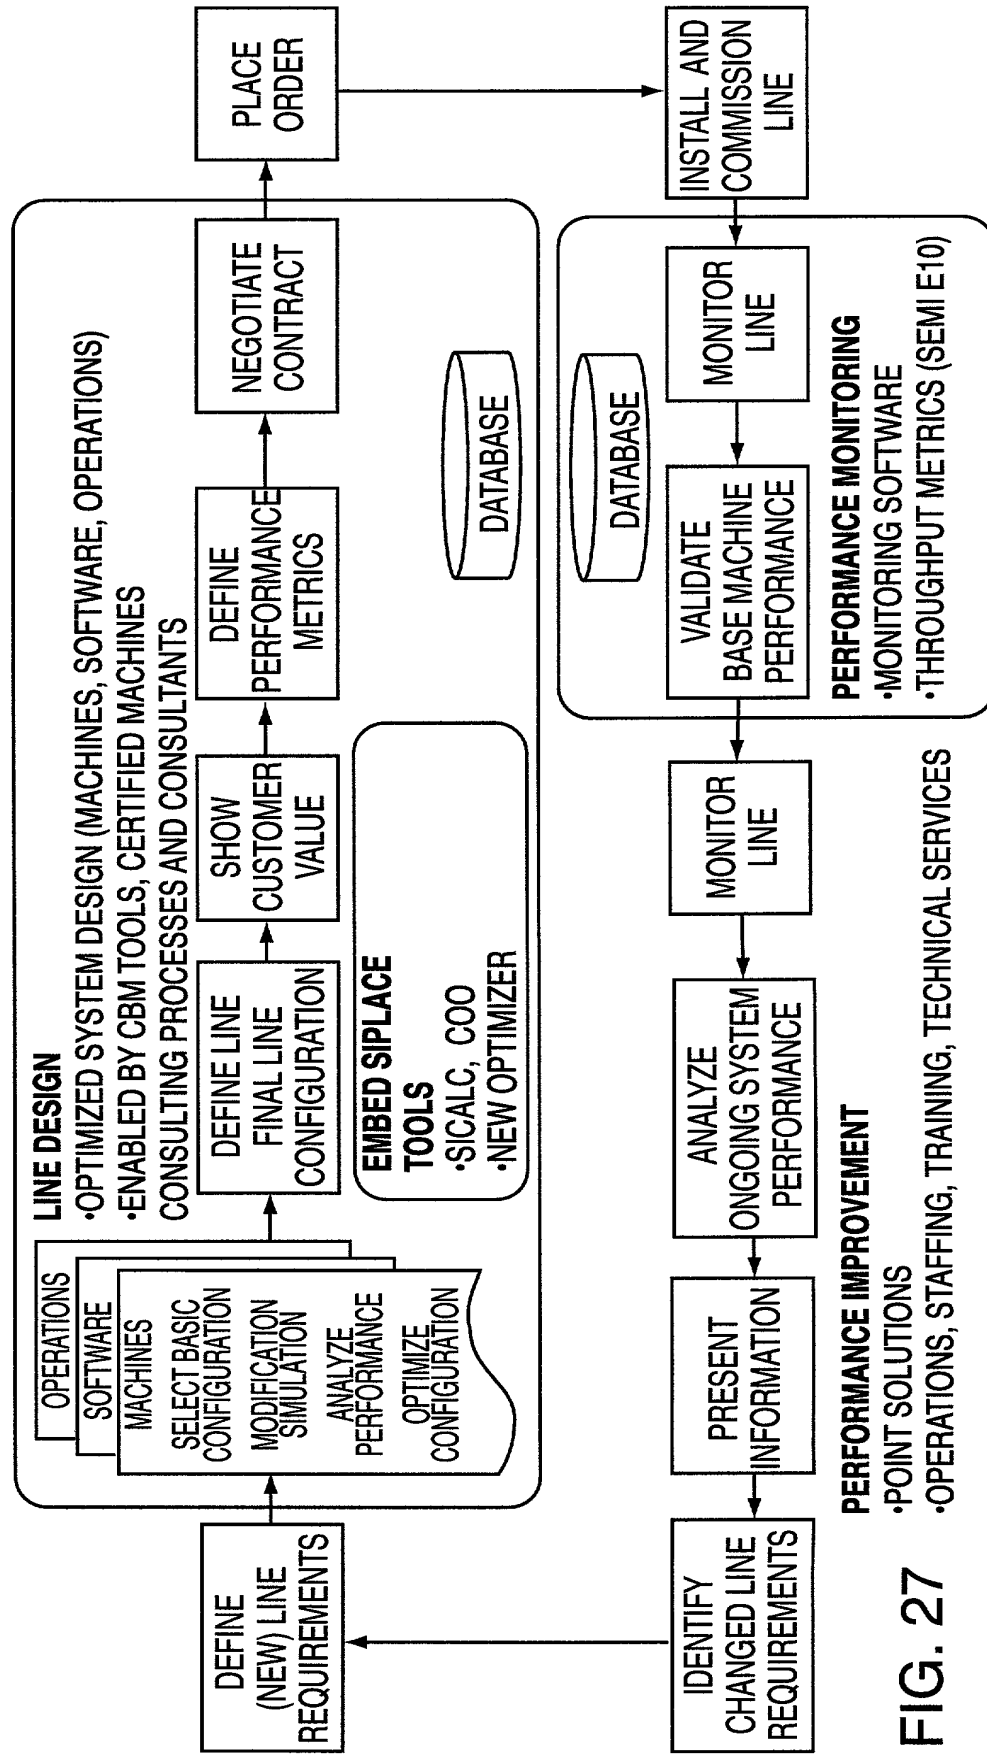 LINE DESIGN
•OPTIMIZED SYSTEM DESIGN (MACHINES, SOFTWARE, OPERATIONS)
•ENABLED BY CBM TOOLS, CERTIFIED MACHINES
CONSULTING PROCESSES AND CONSULTANTS
DEFINE
(NEW) LINE
REQUIREMENTS
OPERATIONS
SOFTWARE
MACHINES
SELECT BASIC
CONFIGURATION
MODIFICATION
SIMULATION
ANALYZE
PERFORMANCE
OPTIMIZE
CONFIGURATION
DEFINE LINE
FINAL LINE
CONFIGURATION
SHOW
CUSTOMER
VALUE
DEFINE
PERFORMANCE
METRICS
NEGOTIATE
CONTRACT
PLACE
ORDER
EMBED SIPLACE
TOOLS
•SICALC, COO
•NEW OPTIMIZER
DATABASE
DATABASE
IDENTIFY
CHANGED LINE
REQUIREMENTS
PRESENT
INFORMATION
ANALYZE
ONGOING SYSTEM
PERFORMANCE
MONITOR
LINE
VALIDATE
BASE MACHINE
PERFORMANCE
MONITOR
LINE
INSTALL AND
COMMISSION
LINE
PERFORMANCE IMPROVEMENT
•POINT SOLUTIONS
•OPERATIONS, STAFFING, TRAINING, TECHNICAL SERVICES
PERFORMANCE MONITORING
•MONITORING SOFTWARE
•THROUGHPUT METRICS (SEMI E10)
FIG. 27